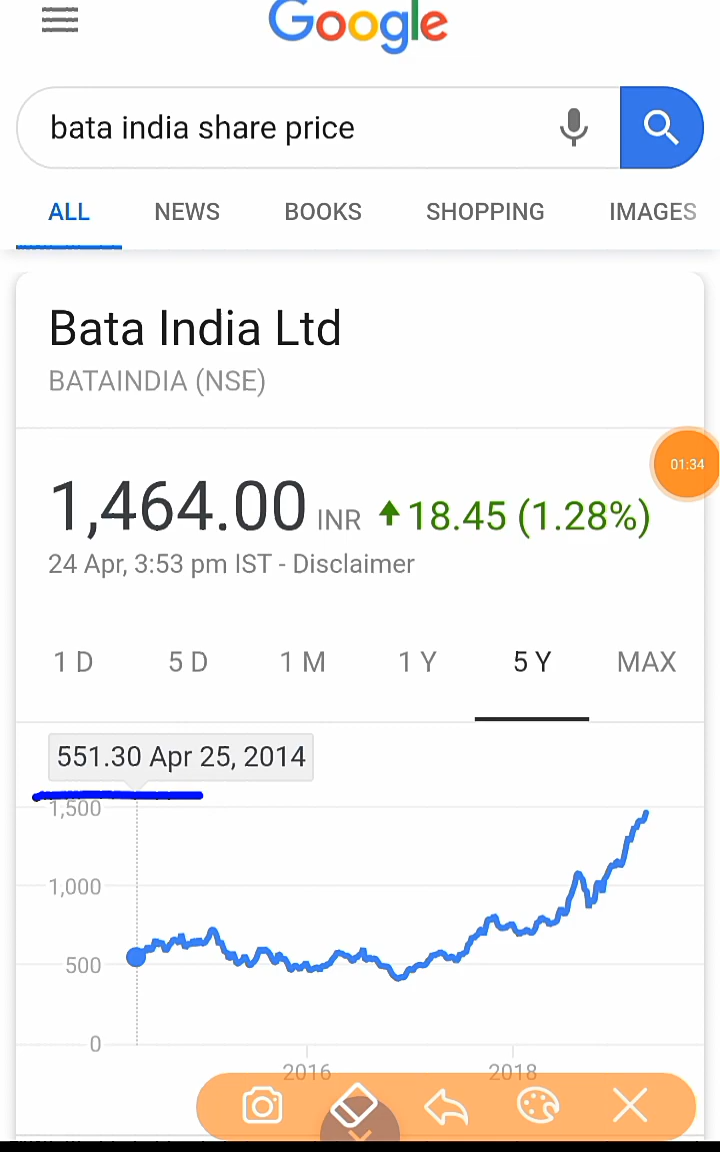 Google
bata india share price
ALL NEWS BOOKS SHOPPING IMAGES
Bata India Ltd
BATAINDIA (NSE)
01:34
1,464.00 INR 18.45 (1.28%)
24 Apr, 3:53 pm IST - Disclaimer
1 D 5 D 1 M 1 Y 5 Y MAX
551.30 Apr 25, 2014
1,500
1,000
500
0
2016 2018